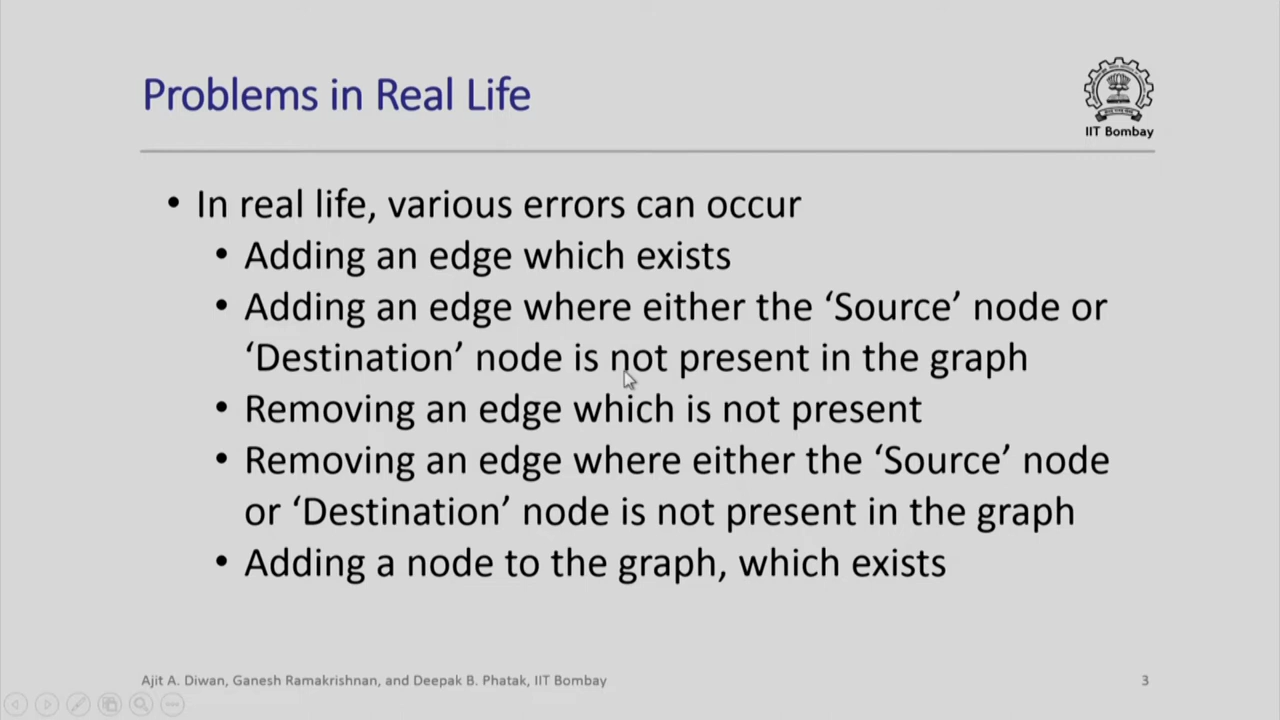 Problems in Real Life
IIT Bombay
• In real life, various errors can occur
• Adding an edge which exists
• Adding an edge where either the ‘Source’ node or
‘Destination’ node is not present in the graph
• Removing an edge which is not present
• Removing an edge where either the ‘Source’ node
or ‘Destination’ node is not present in the graph
• Adding a node to the graph, which exists
Ajit A. Diwan, Ganesh Ramakrishnan, and Deepak B. Phatak, IIT Bombay
3